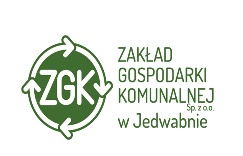 ZGK
ZAKŁAD
GOSPODARKI
KOMUNALNEJ
Sp. z o.o.
w Jedwabnie